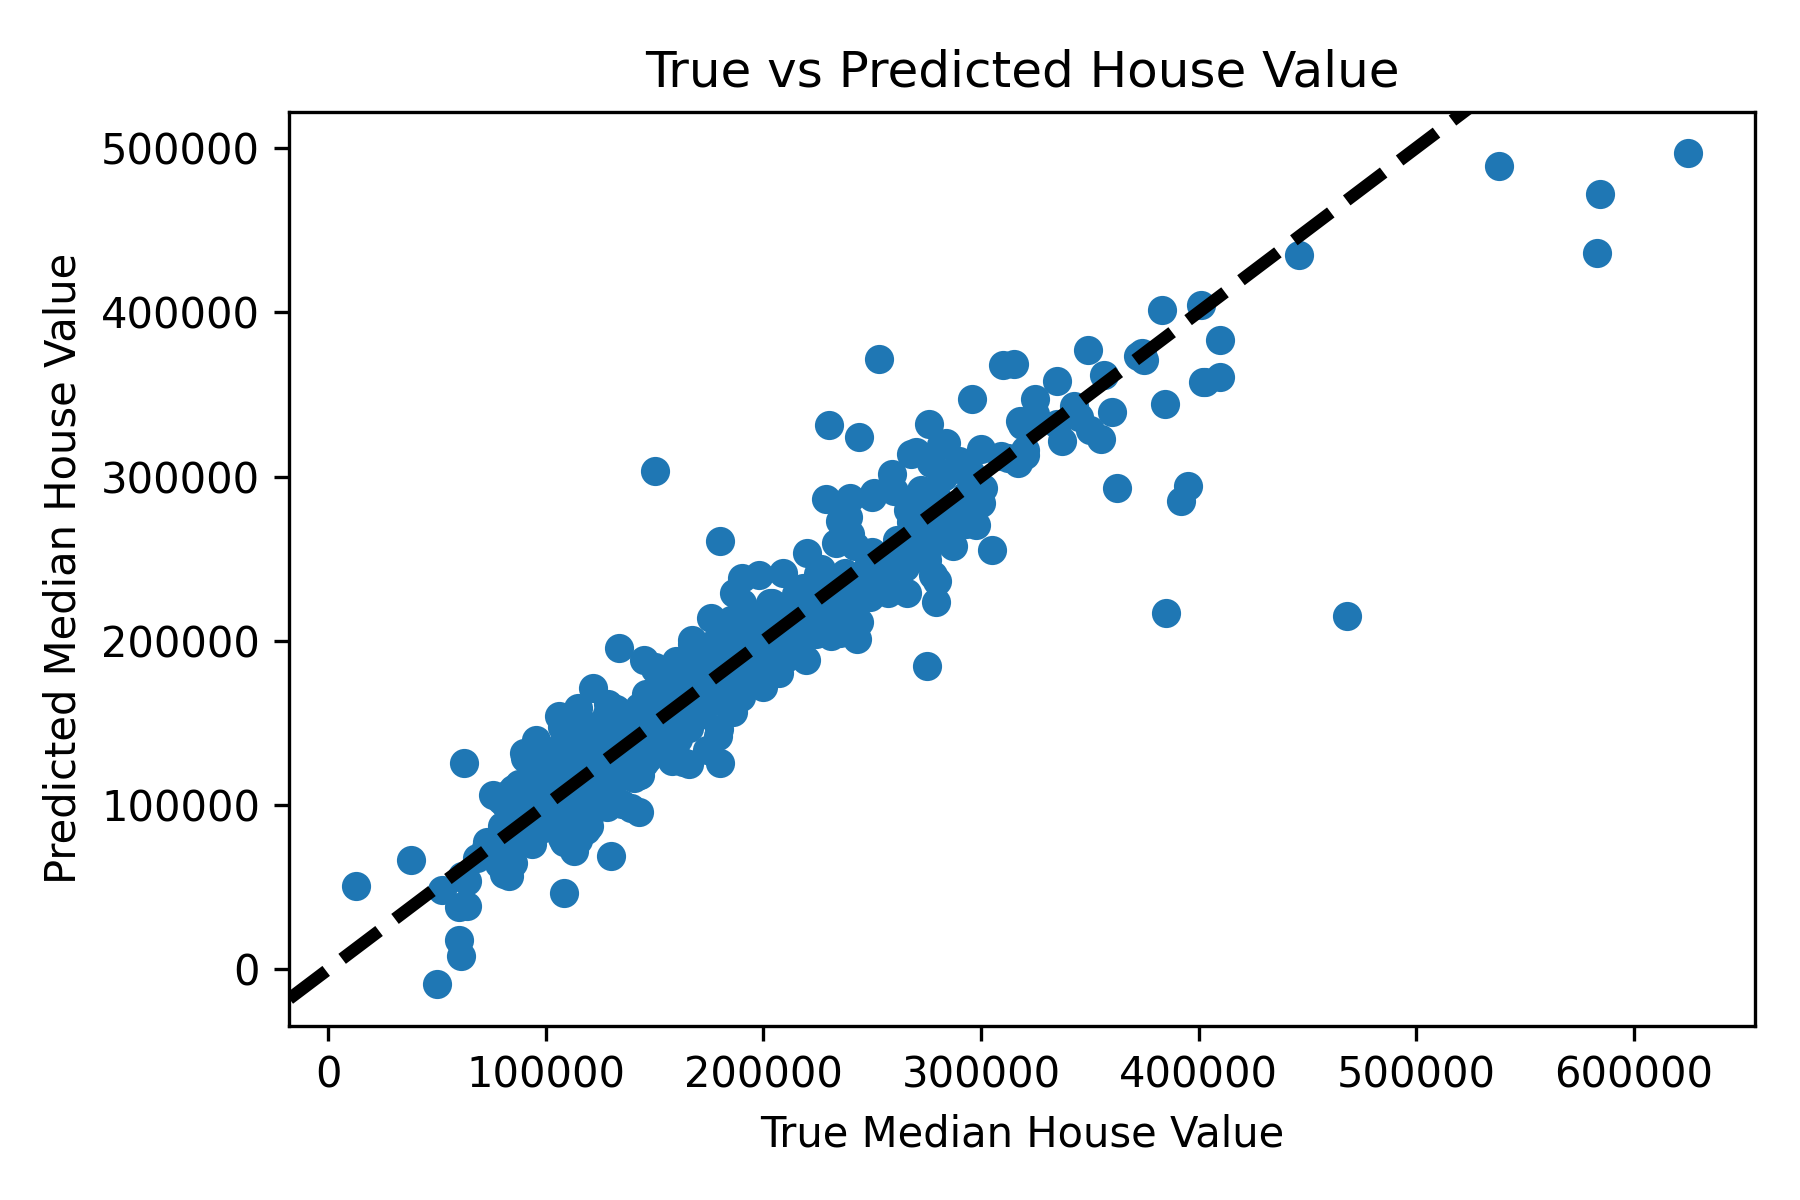 True vs Predicted House Value
Predicted Median House Value
500000
400000
300000
200000
100000
0
0 100000 200000 300000 400000 500000 600000
True Median House Value